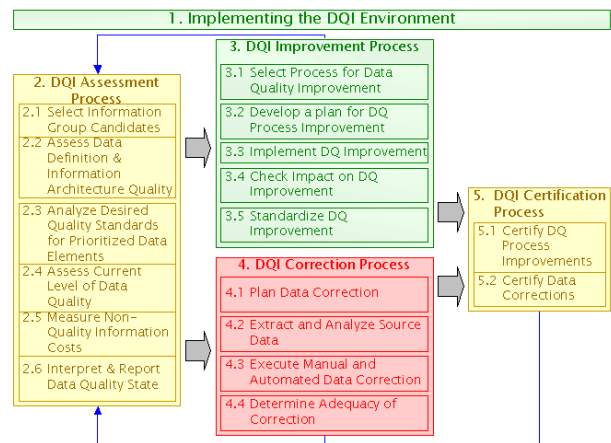 1. Implementing the DQI Environment
2. DQI Assessment
Process
2.1 Select Information
Group Candidates
2.2 Assess Data
Definition &
Information
Architecture Quality
2.3 Analyze Desired
Quality Standards
for Prioritized Data
Elements
2.4 Assess Current
Level of Data
Quality
2.5 Measure Non-
Quality Information
Costs
2.6 Interpret & Report
Data Quality State
3. DQI Improvement Process
3.1 Select Process for Data
Quality Improvement
3.2 Develop a plan for DQ
Process Improvement
3.3 Implement DQ Improvement
3.4 Check Impact on DQ
Improvement
3.5 Standardize DQ
Improvement
4. DQI Correction Process
4.1 Plan Data Correction
4.2 Extract and Analyze Source
Data
4.3 Execute Manual and
Automated Data Correction
4.4 Determine Adequacy of
Correction
5. DQI Certification
Process
5.1 Certify DQ
Process
Improvements
5.2 Certify Data
Corrections